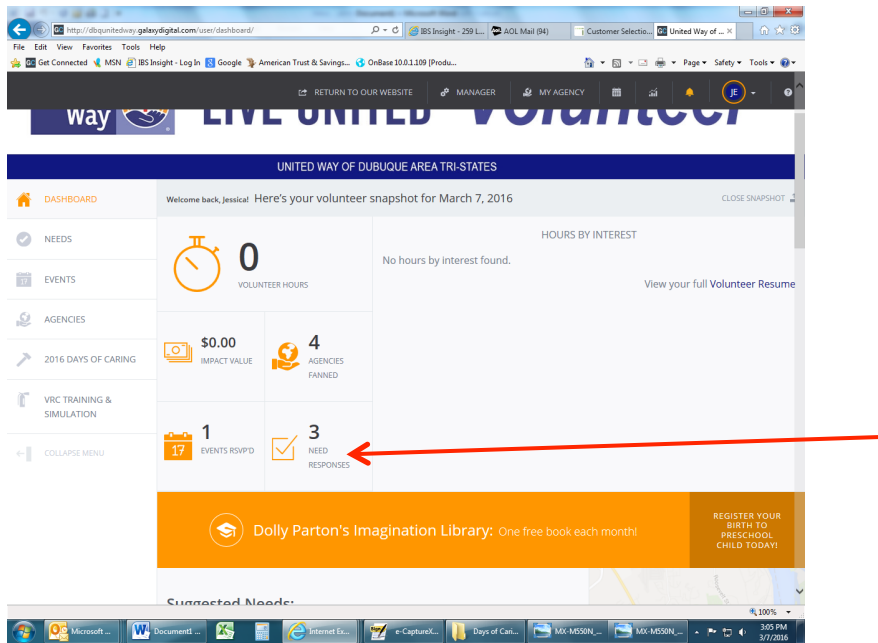 http://dbqunitedway.galaxydigital.com/user/dashboard/
IBS Insight - 259 L...
AOL Mail (94)
Customer Selectio...
United Way of ...
File Edit View Favorites Tools Help
Get Connected MSN IBS Insight - Log In Google American Trust & Savings... OnBase 10.0.1.109 [Produ...
Page Safety Tools
RETURN TO OUR WEBSITE MANAGER MY AGENCY JE
Way LIVE UNITED Volunteer
UNITED WAY OF DUBUQUE AREA TRI-STATES
DASHBOARD
NEEDS
17 EVENTS
AGENCIES
2016 DAYS OF CARING
VRC TRAINING &
SIMULATION
COLLAPSE MENU
Welcome back, Jessica! Here's your volunteer snapshot for March 7, 2016
CLOSE SNAPSHOT
0
VOLUNTEER HOURS
HOURS BY INTEREST
No hours by interest found.
View your full Volunteer Resume
$0.00
IMPACT VALUE
4
AGENCIES
FANNED
17
1
EVENTS RSVP'D
3
NEED
RESPONSES
Dolly Parton's Imagination Library: One free book each month!
REGISTER YOUR
BIRTH TO
PRESCHOOL
CHILD TODAY!
Suggested Needs:
100%
Microsoft ... Document1 ... Internet Ex... e-CaptureX... Days of Cari... MX-M550N_... MX-M550N_...
3:05 PM
3/7/2016